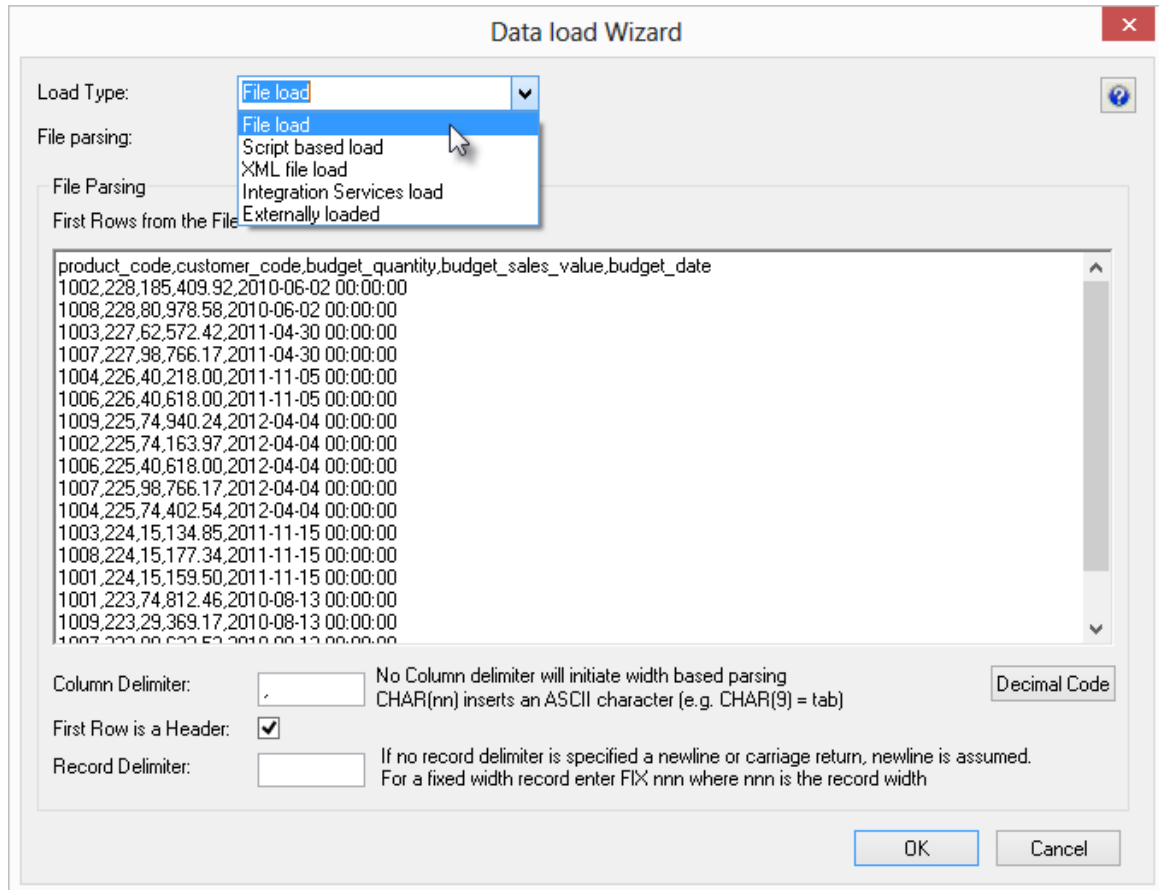 Data load Wizard
Load Type:
File load
File load
Script based load
XML file load
Integration Services load
Externally loaded
File parsing:
File Parsing
First Rows from the File
product_code,customer_code,budget_quantity,budget_sales_value,budget_date
1002,228,185,409.92,2010-06-02 00:00:00
1008,228,80,978.58,2010-06-02 00:00:00
1003,227,62,572.42,2011-04-30 00:00:00
1007,227,98,766.17,2011-04-30 00:00:00
1004,226,40,218.00,2011-11-05 00:00:00
1006,226,40,618.00,2011-11-05 00:00:00
1009,225,74,940.24,2012-04-04 00:00:00
1002,225,74,163.97,2012-04-04 00:00:00
1006,225,40,618.00,2012-04-04 00:00:00
1007,225,98,766.17,2012-04-04 00:00:00
1004,225,74,402.54,2012-04-04 00:00:00
1003,224,15,134.85,2011-11-15 00:00:00
1008,224,15,177.34,2011-11-15 00:00:00
1001,224,15,159.50,2011-11-15 00:00:00
1001,223,74,812.46,2010-08-13 00:00:00
1009,223,29,369.17,2010-08-13 00:00:00
Column Delimiter:
,
No Column delimiter will initiate width based parsing
CHAR(nn) inserts an ASCII character (e.g. CHAR(9) = tab)
Decimal Code
First Row is a Header:
Record Delimiter:
If no record delimiter is specified a newline or carriage return, newline is assumed.
For a fixed width record enter FIX nnn where nnn is the record width
OK
Cancel